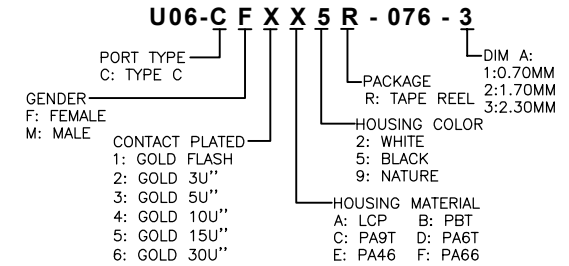 U06-CFXX5R-076-3
PORT TYPE
C: TYPE C
GENDER
F: FEMALE
M: MALE
CONTACT PLATED
1: GOLD FLASH
2: GOLD 3U''
3: GOLD 5U''
4: GOLD 10U''
5: GOLD 15U''
6: GOLD 30U''
HOUSING MATERIAL
A: LCP B: PBT
C: PA9T D: PA6T
E: PA46 F: PA66
HOUSING COLOR
2: WHITE
5: BLACK
9: NATURE
PACKAGE
R: TAPE REEL
DIM A:
1:0.70MM
2:1.70MM
3:2.30MM